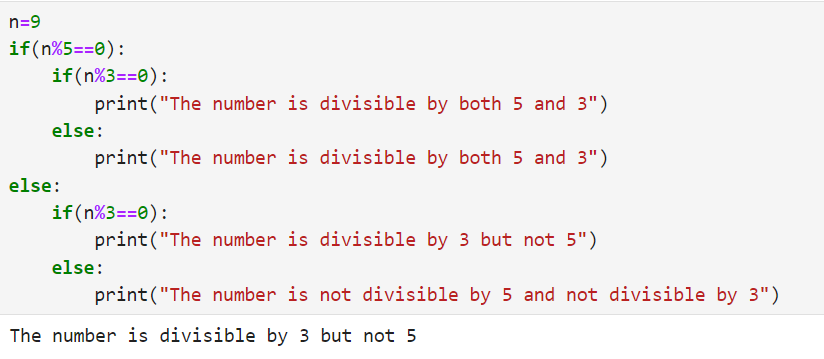 n=9
if(n%5==0):
    if(n%3==0):
        print("The number is divisible by both 5 and 3")
    else:
        print("The number is divisible by both 5 and 3")
else:
    if(n%3==0):
        print("The number is divisible by 3 but not 5")
    else:
        print("The number is not divisible by 5 and not divisible by 3")
The number is divisible by 3 but not 5